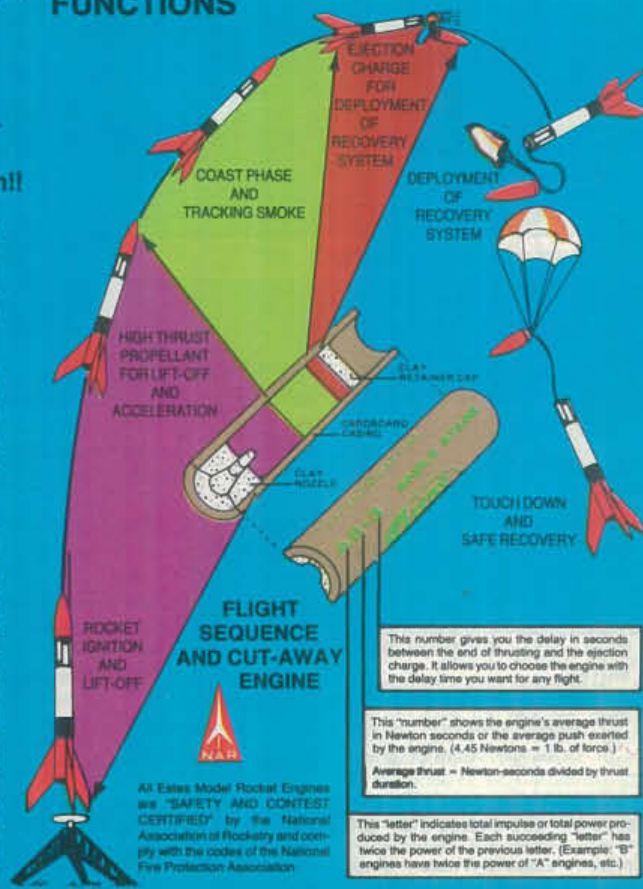 FUNCTIONS
n!!
EJECTION
CHARGE
FOR
DEPLOYMENT
OF
RECOVERY
SYSTEM
COAST PHASE
AND
TRACKING SMOKE
DEPLOYMENT
OF
RECOVERY
SYSTEM
HIGH THRUST
PROPELLANT
FOR LIFT-OFF
AND
ACCELERATION
CLAY
RETAINER CAP
CARDBOARD
CASING
CLAY
NOZZLE
TOUCH DOWN
AND
SAFE RECOVERY
ROCKET
IGNITION
AND
LIFT-OFF
FLIGHT
SEQUENCE
AND CUT-AWAY
ENGINE
NAR
All Estes Model Rocket Engines
are "SAFETY AND CONTEST
CERTIFIED" by the National
Association of Rocketry and com-
ply with the codes of the National
Fire Protection Association
This number gives you the delay in seconds
between the end of thrusting and the ejection
charge. It allows you to choose the engine with
the delay time you want for any flight.
This "number" shows the engine's average thrust
in Newton seconds or the average push exerted
by the engine. (4.45 Newtons = 1 lb. of force.)
Average thrust = Newton-seconds divided by thrust
duration.
This "letter" indicates total impulse or total power pro-
duced by the engine. Each succeeding "letter" has
twice the power of the previous letter. (Example: "B"
engines have twice the power of "A" engines, etc.)